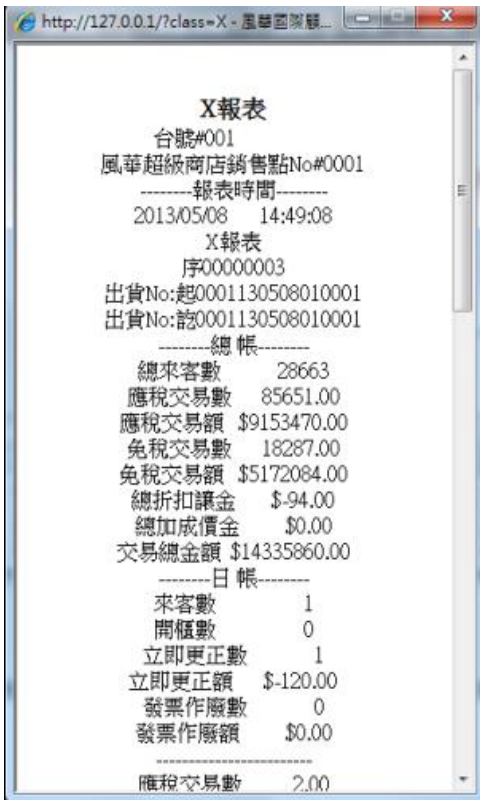 http://127.0.0.1/?class=X - 風華國際顧...
X報表
台號#001
風華超級商店銷售點No#0001
--------報表時間--------
2013/05/08 14:49:08
X報表
序00000003
出貨No:起0001130508010001
出貨No:訖0001130508010001
--------總 帳--------
總來客數 28663
應稅交易數 85651.00
應稅交易額 $9153470.00
免稅交易數 18287.00
免稅交易額 $5172084.00
總折扣讓金 $-94.00
總加成價金 $0.00
交易總金額 $14335860.00
--------日 帳--------
來客數 1
開櫃數 0
立即更正數 1
立即更正額 $-120.00
發票作廢數 0
發票作廢額 $0.00
------------------------
應稅交易數 2.00